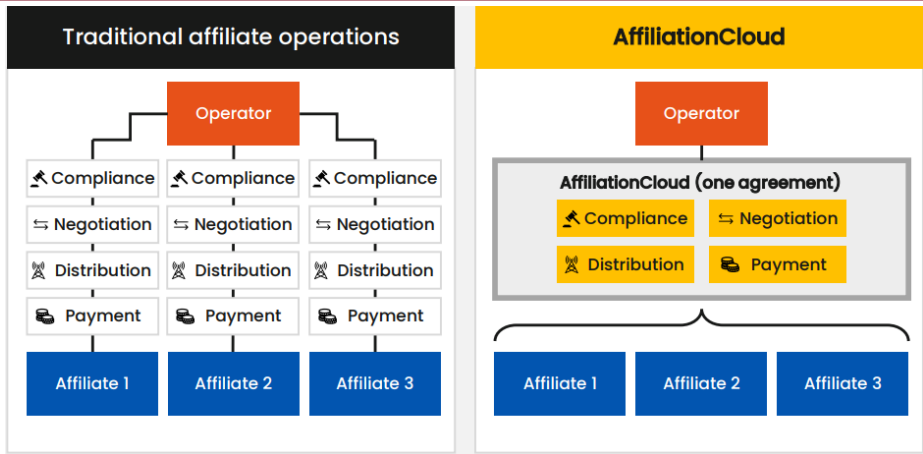 Traditional affiliate operations
Operator
Compliance
Compliance
Compliance
Negotiation
Negotiation
Negotiation
Distribution
Distribution
Distribution
Payment
Payment
Payment
Affiliate 1
Affiliate 2
Affiliate 3
AffiliationCloud
Operator
AffiliationCloud (one agreement)
Compliance
Negotiation
Distribution
Payment
Affiliate 1
Affiliate 2
Affiliate 3